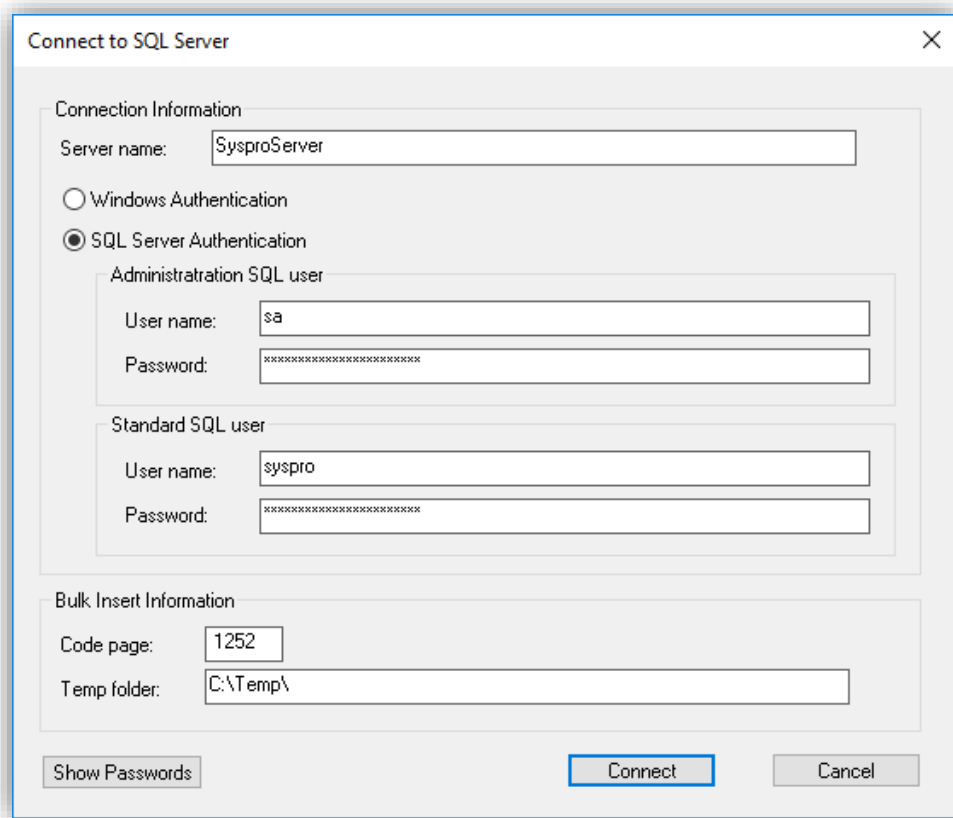 Connect to SQL Server
Connection Information
Server name: SysproServer
Windows Authentication
SQL Server Authentication
Administratration SQL user
User name: sa
Password: ***********************
Standard SQL user
User name: syspro
Password: ***********************
Bulk Insert Information
Code page: 1252
Temp folder: C:\Temp\
Show Passwords Connect Cancel